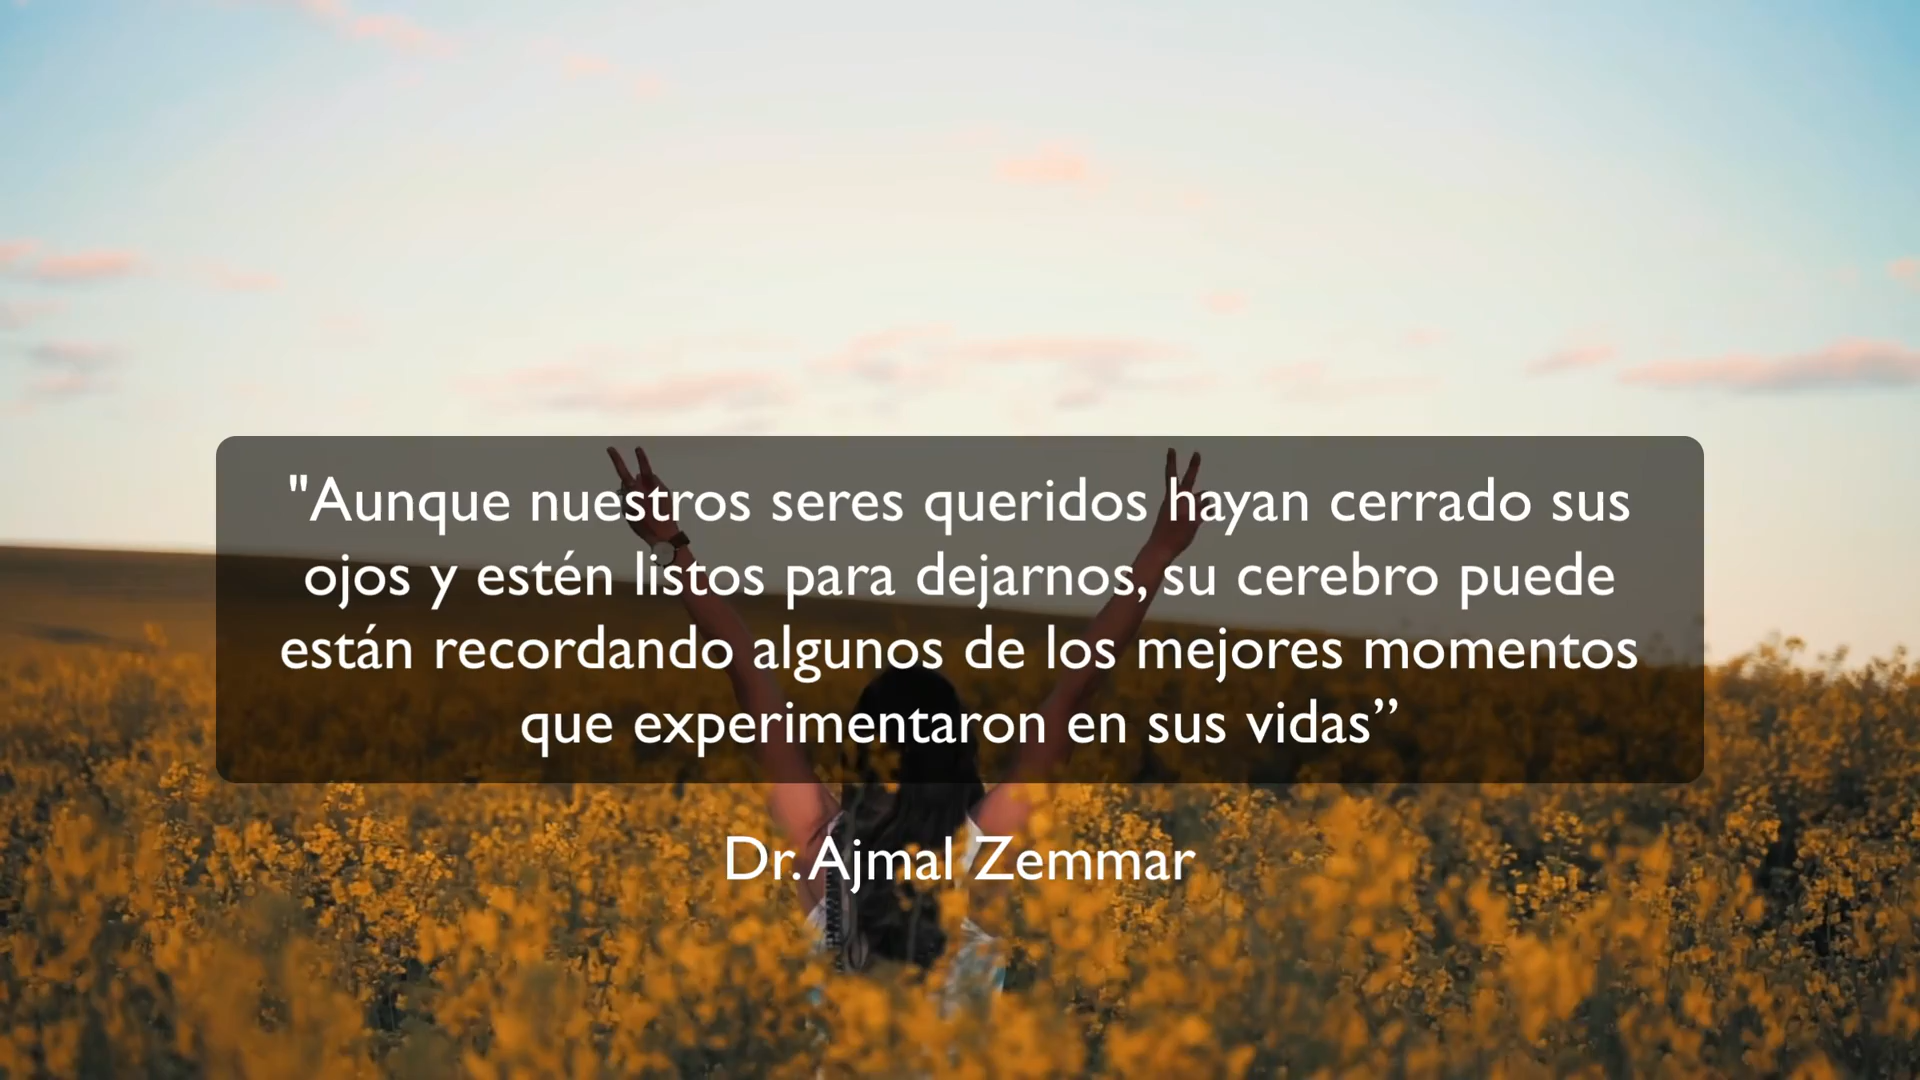 "Aunque nuestros seres queridos hayan cerrado sus
ojos y estén listos para dejarnos, su cerebro puede
están recordando algunos de los mejores momentos
que experimentaron en sus vidas”
Dr. Ajmal Zemmar